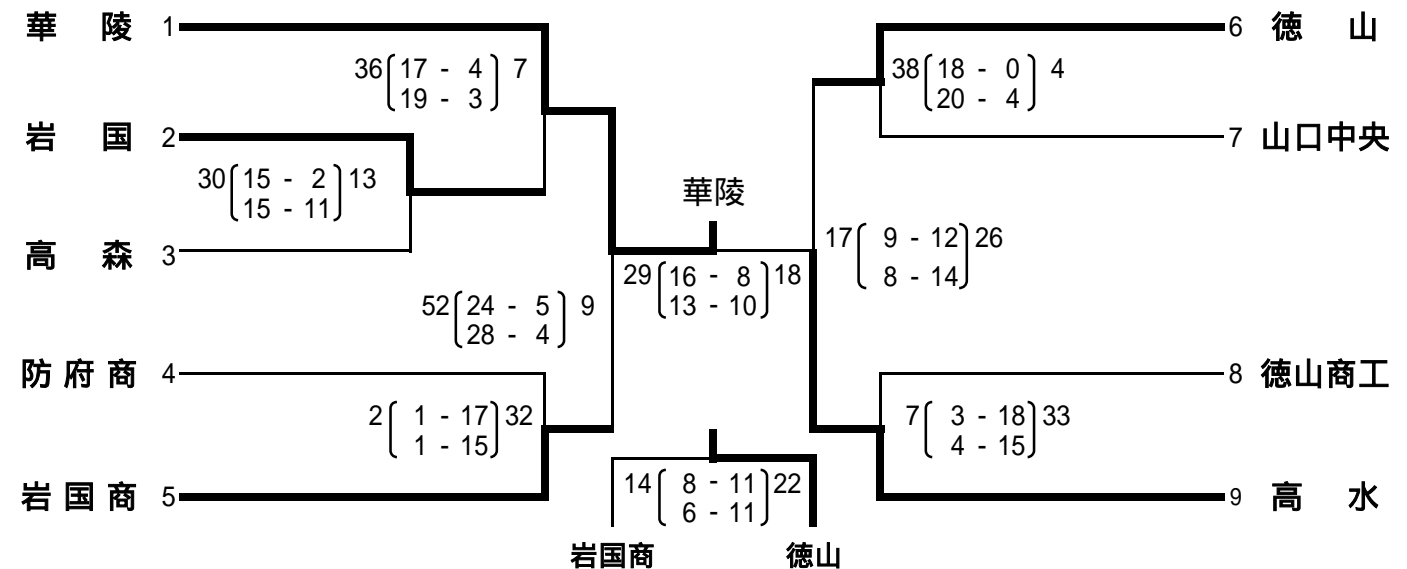 華 陵 1
36 17 - 4 7
19 - 3
岩 国 2
30 15 - 2 13
15 - 11
高 森 3
52 24 - 5 9
28 - 4
防 府 商 4
2 1 - 17 32
1 - 15
岩 国 商 5
華陵
29 16 - 8 18
13 - 10
14 8 - 11 22
6 - 11
岩国商 徳山
6 徳 山
38 18 - 0 4
20 - 4
7 山口中央
17 9 - 12 26
8 - 14
8 徳山商工
7 3 - 18 33
4 - 15
9 高 水